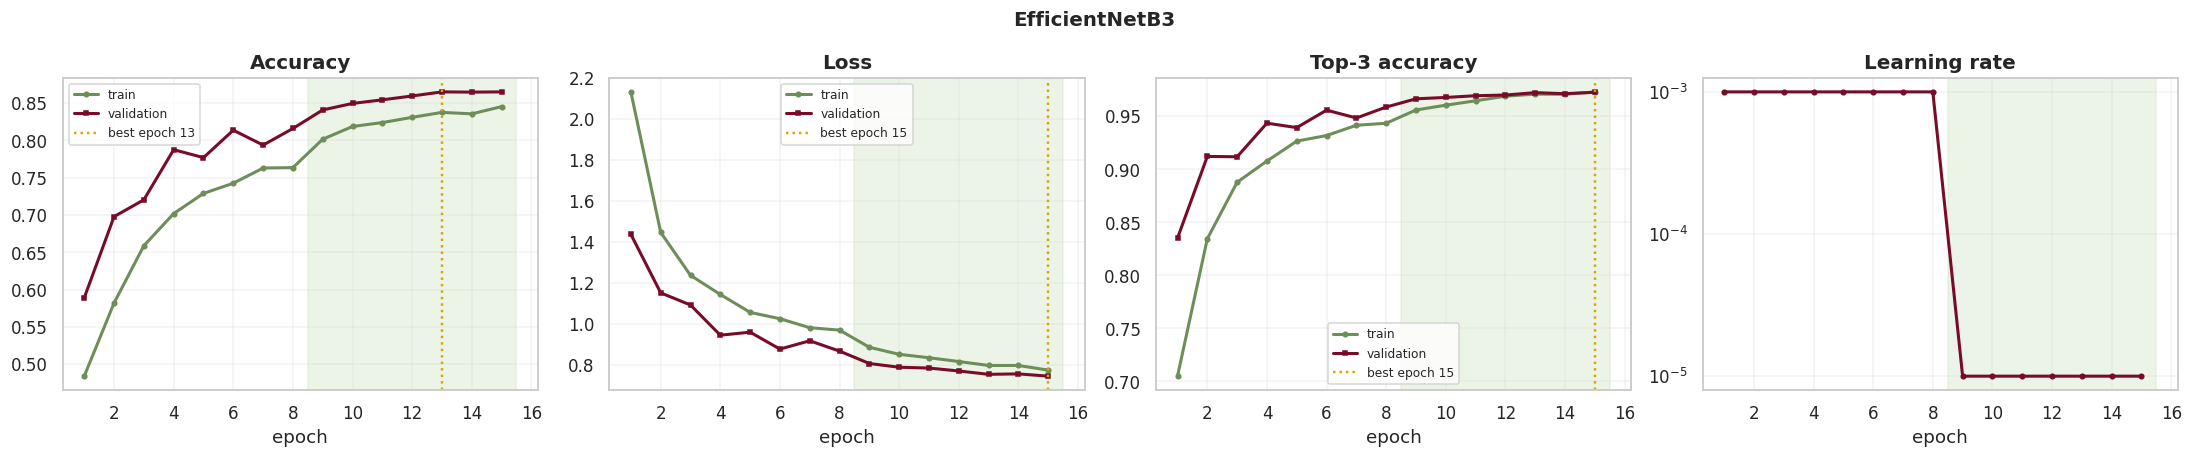 EfficientNetB3
Accuracy
train
validation
best epoch 13
0.85
0.80
0.75
0.70
0.65
0.60
0.55
0.50
2 4 6 8 10 12 14 16
epoch
Loss
train
validation
best epoch 15
2.2
2.0
1.8
1.6
1.4
1.2
1.0
0.8
2 4 6 8 10 12 14 16
epoch
Top-3 accuracy
0.95
0.90
0.85
0.80
0.75
0.70
train
validation
best epoch 15
2 4 6 8 10 12 14 16
epoch
Learning rate
10⁻³
10⁻⁴
10⁻⁵
2 4 6 8 10 12 14 16
epoch